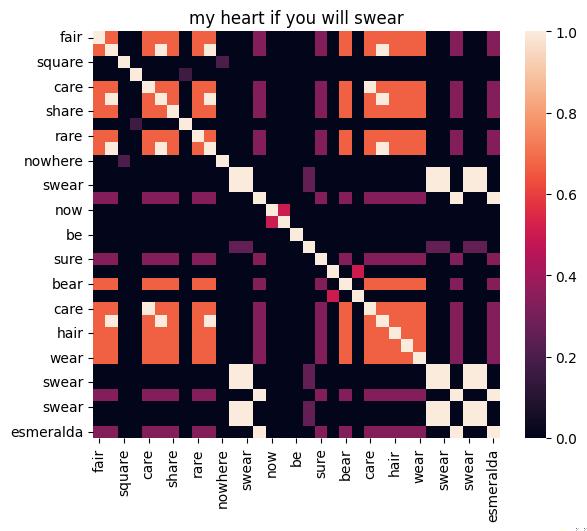 my heart if you will swear
fair
square
care
share
rare
nowhere
swear
now
be
sure
bear
care
hair
wear
swear
swear
esmeralda
fair
square
care
share
rare
nowhere
swear
now
be
sure
bear
care
hair
wear
swear
swear
esmeralda
1.0
0.8
0.6
0.4
0.2
0.0